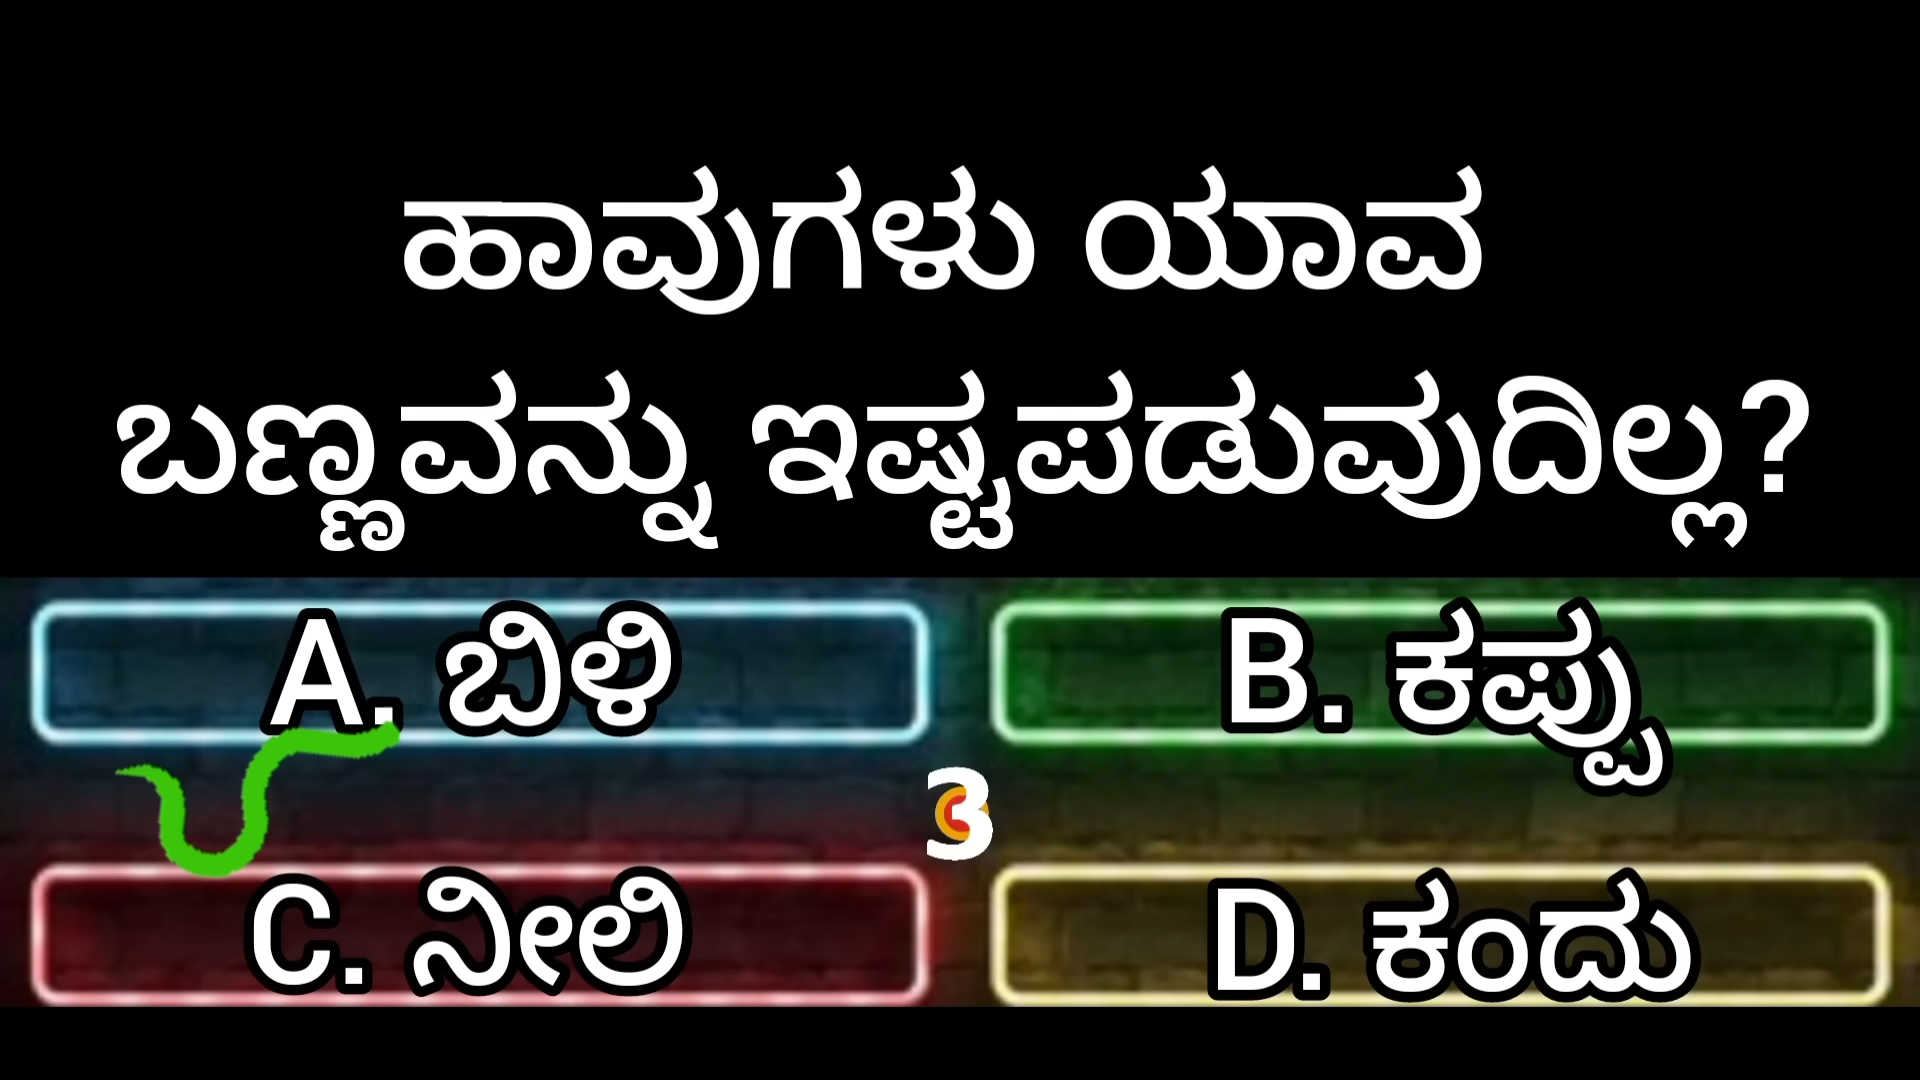 ಹಾವುಗಳು ಯಾವ
ಬಣ್ಣವನ್ನು ಇಷ್ಟಪಡುವುದಿಲ್ಲ?
A. ಬಿಳಿ
B. ಕಪ್ಪು
3
C. ನೀಲಿ
D. ಕಂದು